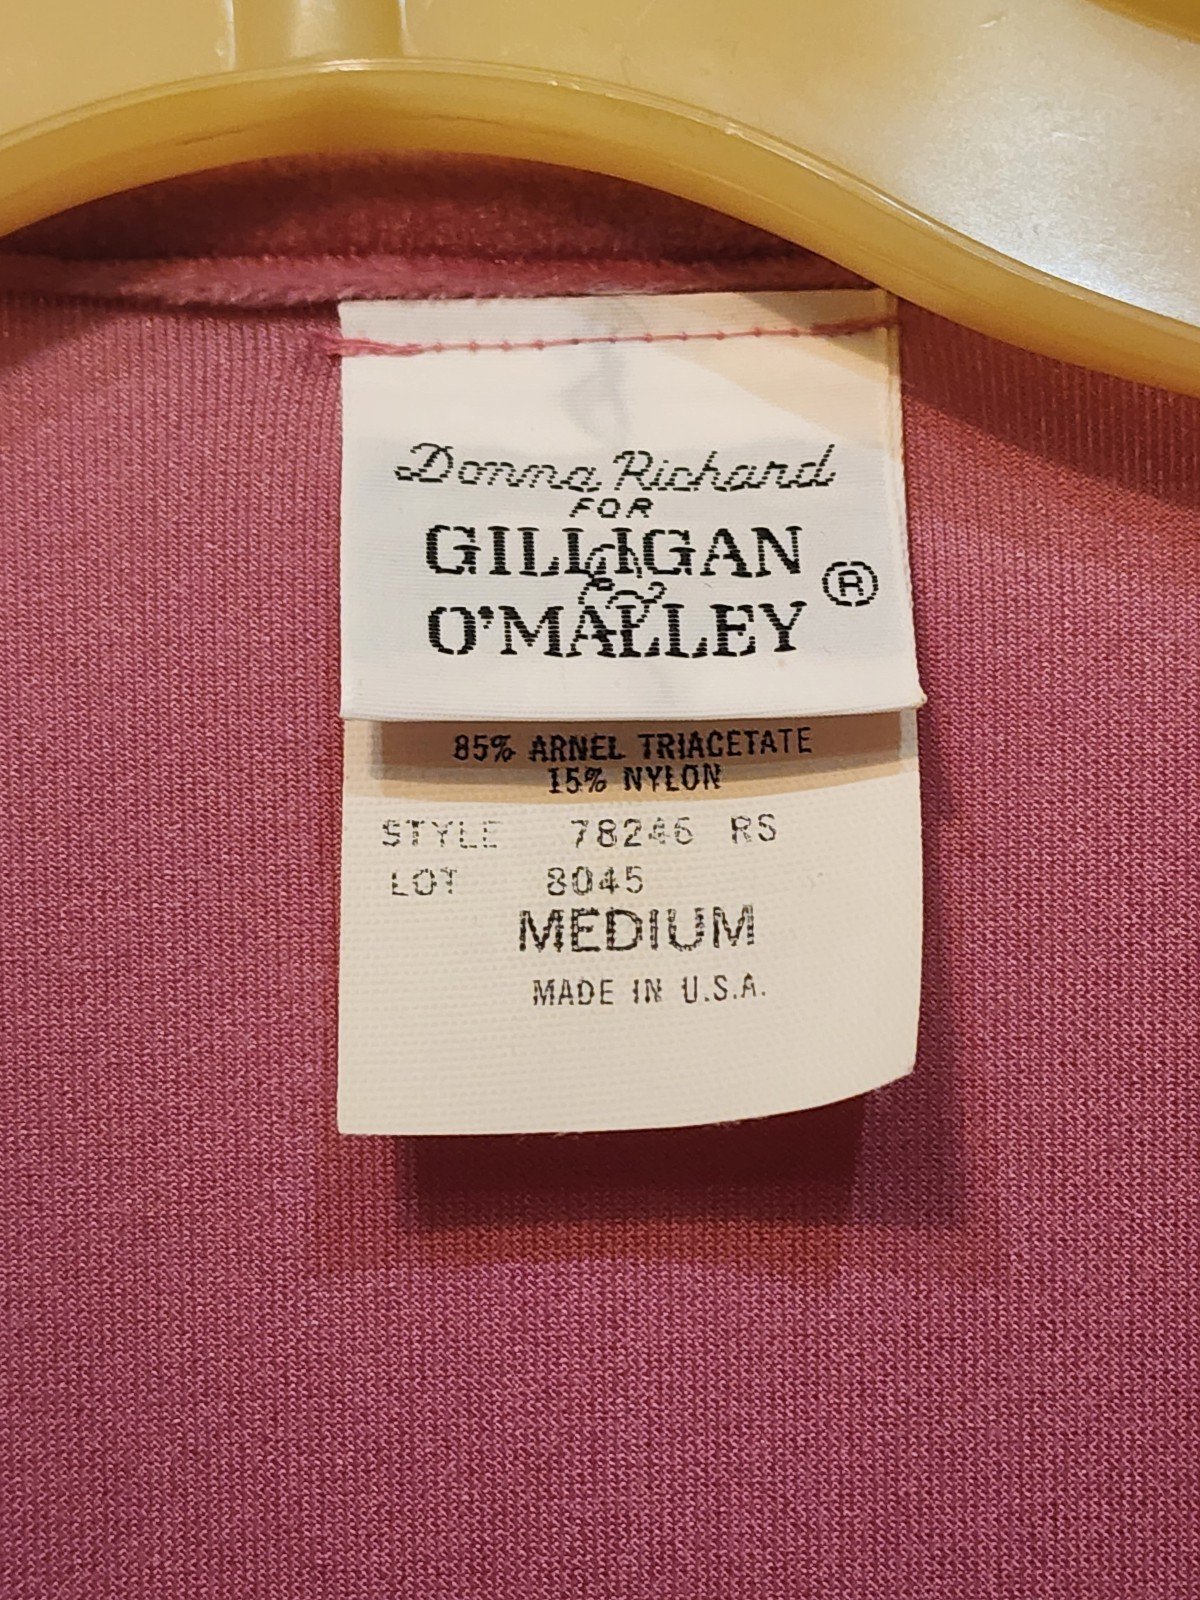 Donna Richard
FOR
GILLIGAN
&
O'MALLEY ®
85% ARNEL TRIACETATE
15% NYLON
STYLE 78246 RS
LOT 8045
MEDIUM
MADE IN U.S.A.